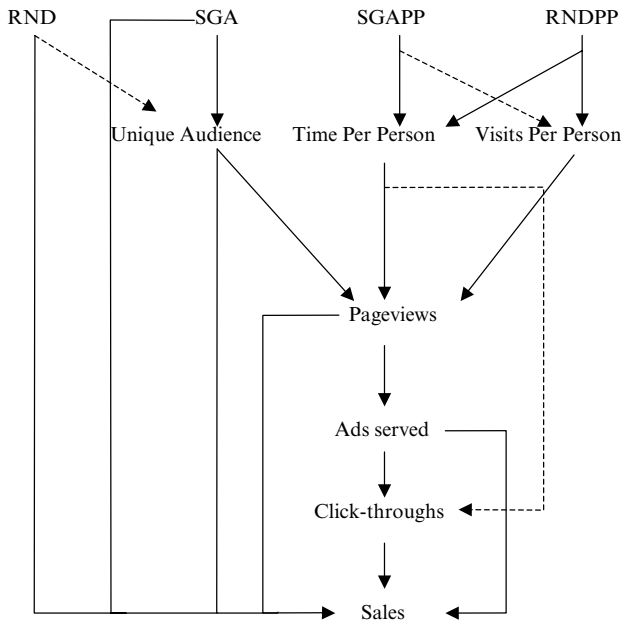 RND SGA SGAPP RNDPP
Unique Audience Time Per Person Visits Per Person
Pageviews
Ads served
Click-throughs
Sales